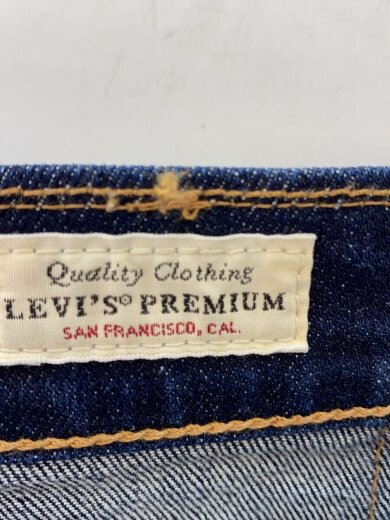 Quality Clothing
LEVI'S® PREMIUM
SAN FRANCISCO, CAL.